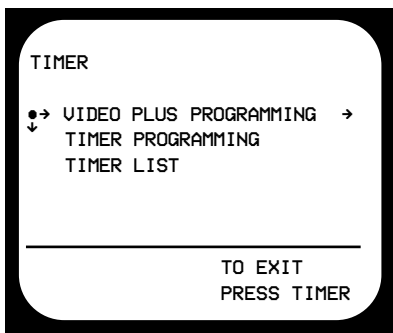 TIMER
VIDEO PLUS PROGRAMMING →
TIMER PROGRAMMING
TIMER LIST
TO EXIT
PRESS TIMER